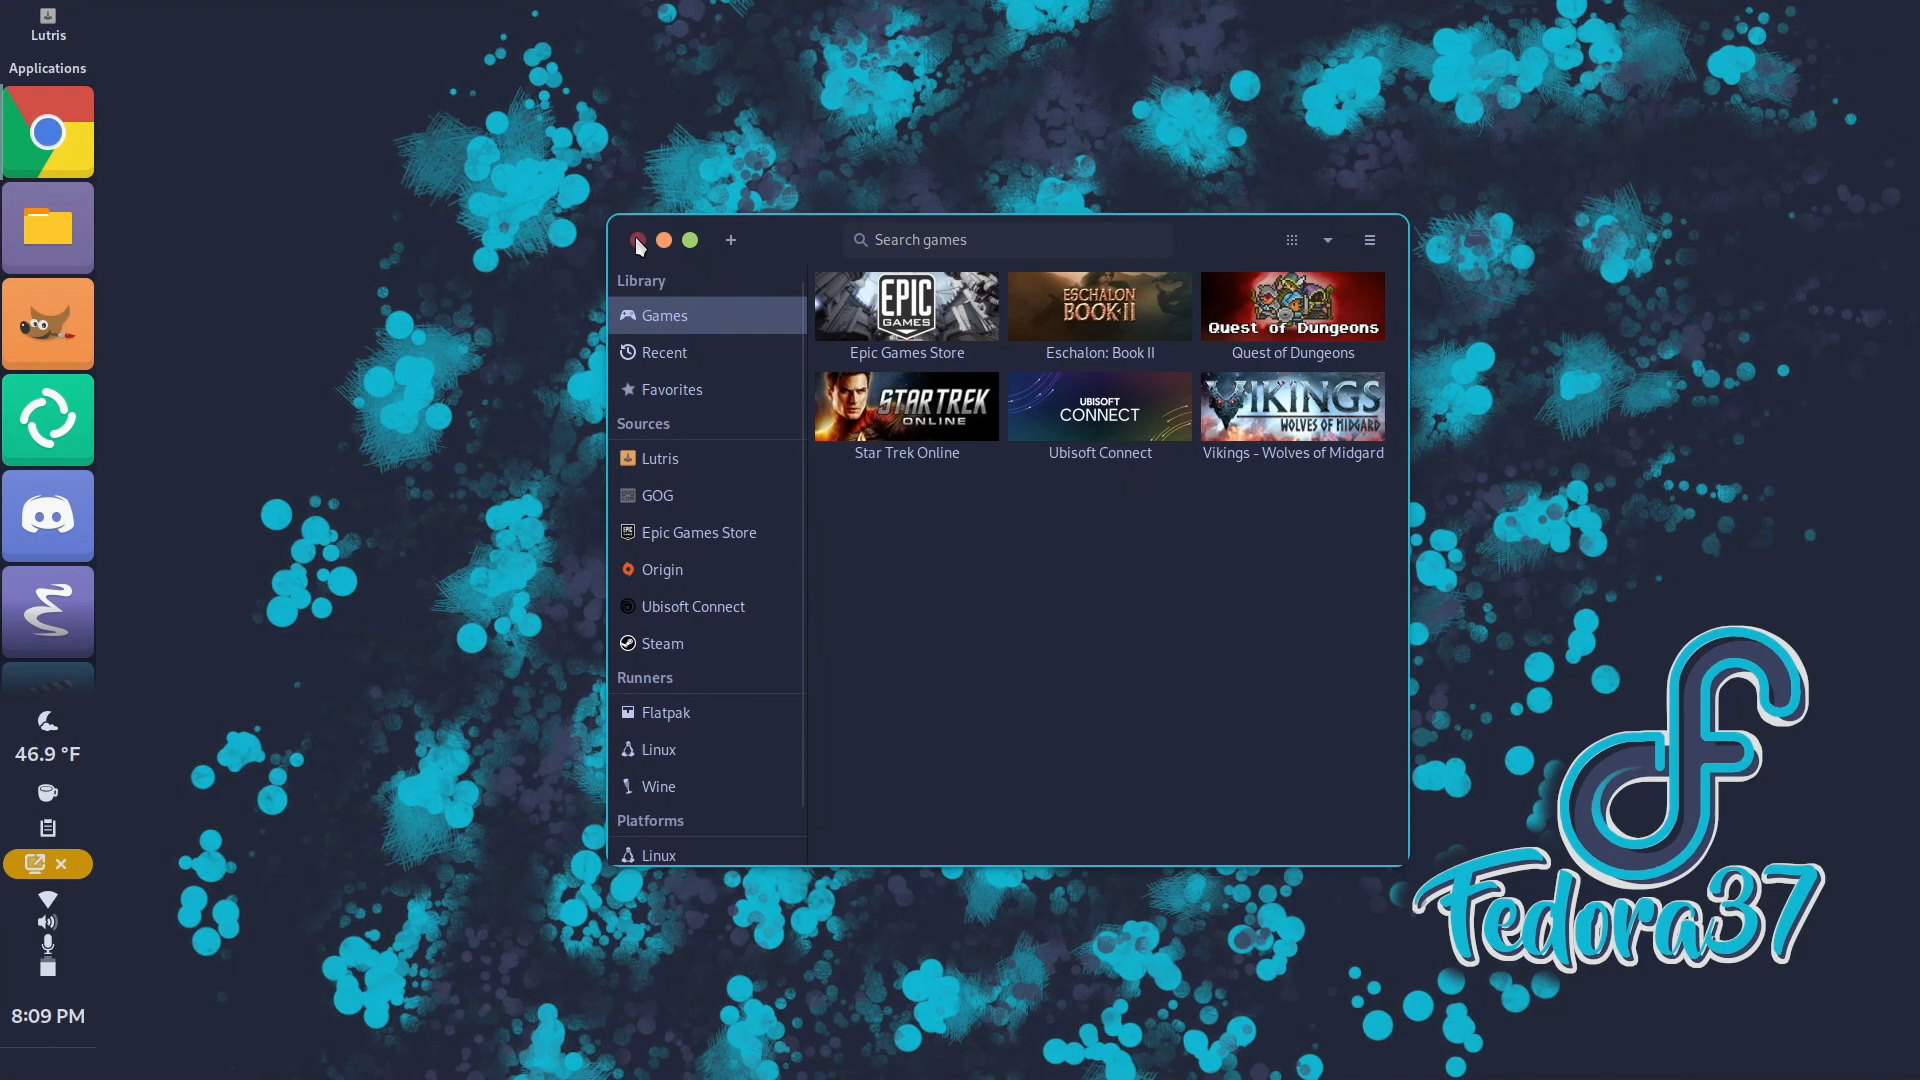 Lutris
Applications
46.9 °F
8:09 PM
Search games
Library
Games
Recent
Favorites
Sources
Lutris
GOG
Epic Games Store
Origin
Ubisoft Connect
Steam
Runners
Flatpak
Linux
Wine
Platforms
Linux
EPIC
GAMES
Epic Games Store
ESCHALON
BOOK II
Eschalon: Book II
Quest of Dungeons
Quest of Dungeons
STAR TREK
ONLINE
Star Trek Online
UBISOFT
CONNECT
Ubisoft Connect
VIKINGS
WOLVES OF MIDGARD
Vikings - Wolves of Midgard
Fedora37